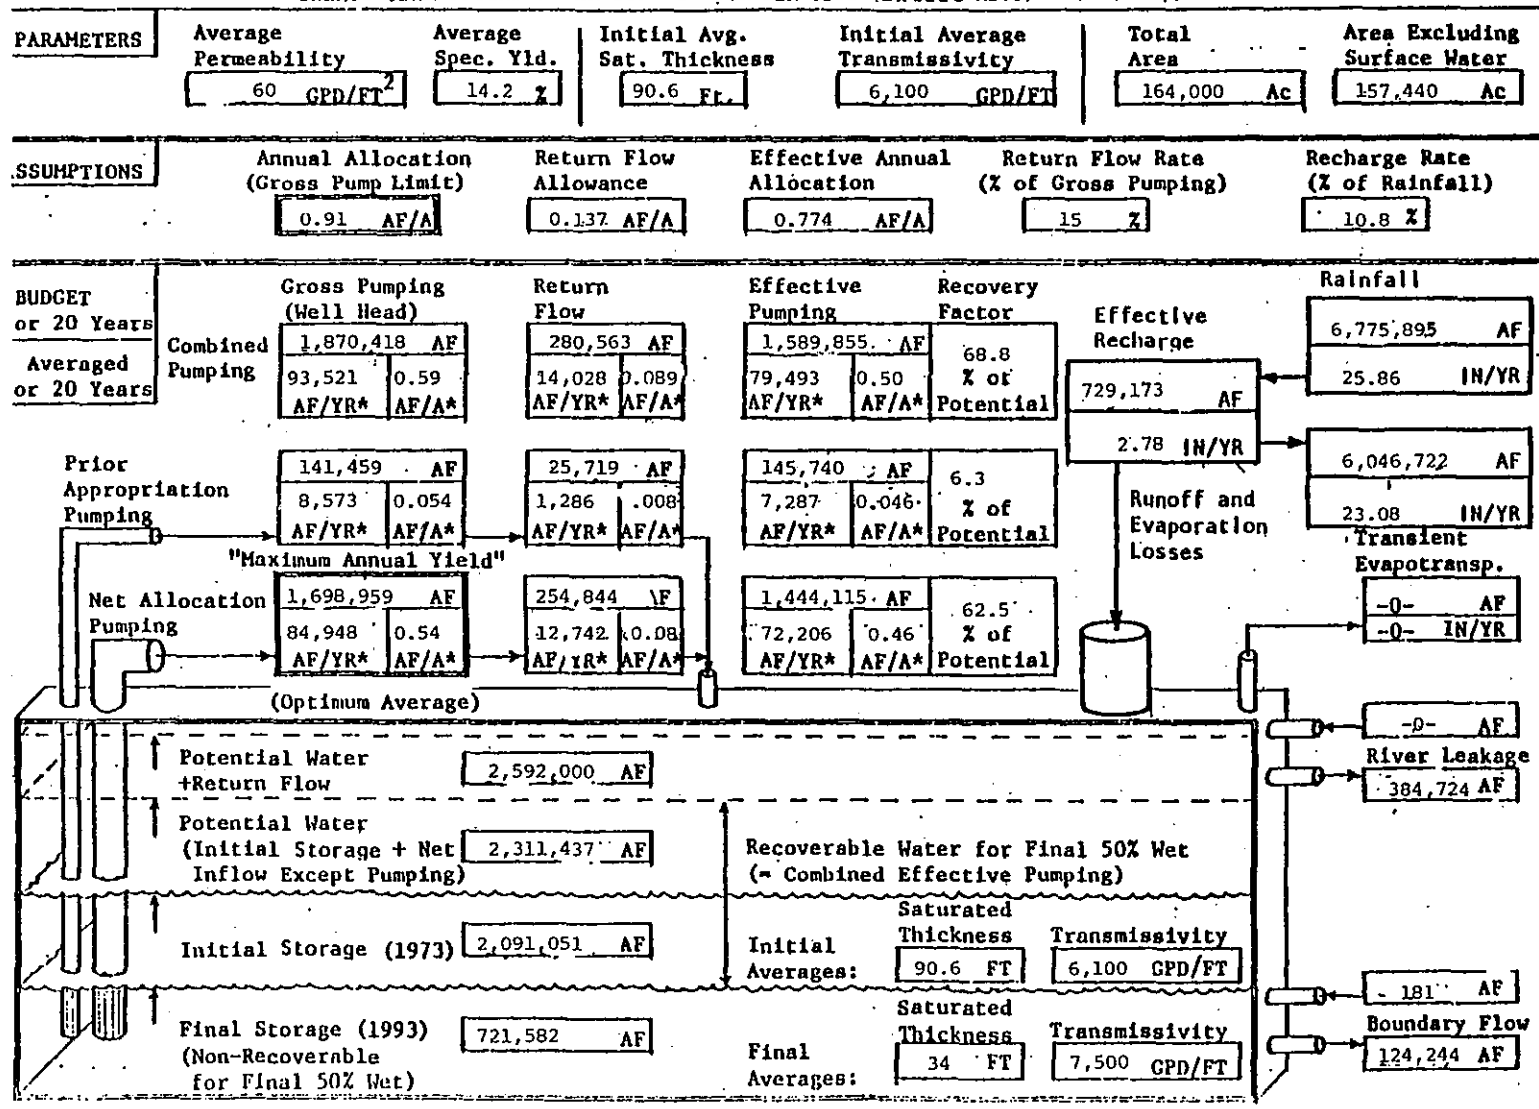 PARAMETERS
Average Permeability
60 GPD/FT²
Average Spec. Yld.
14.2 %
Initial Avg. Sat. Thickness
90.6 Ft.
Initial Average Transmissivity
6,100 GPD/FT
Total Area
164,000 Ac
Area Excluding Surface Water
157,440 Ac
.SSUMPTIONS
Annual Allocation (Gross Pump Limit)
0.91 AF/A
Return Flow Allowance
0.137 AF/A
Effective Annual Allocation
0.774 AF/A
Return Flow Rate (% of Gross Pumping)
15 %
Recharge Rate (% of Rainfall)
10.8 %
BUDGET
or 20 Years
Averaged
or 20 Years
Combined Pumping
Gross Pumping (Well Head)
1,870,418 AF
93,521 AF/YR*
0.59 AF/A*
Return Flow
280,563 AF
14,028 AF/YR*
0.089 AF/A*
Effective Pumping
1,589,855. AF
79,493 AF/YR*
0.50 AF/A*
Recovery Factor
68.8 % of Potential
Effective Recharge
729,173 AF
2.78 IN/YR
Rainfall
6,775,895 AF
25.86 IN/YR
6,046,722 AF
23.08 IN/YR
Runoff and Evaporation Losses
Prior Appropriation Pumping
141,459 AF
8,573 AF/YR*
0.054 AF/A*
25,719 AF
1,286 AF/YR*
.008 AF/A*
145,740 AF
7,287 AF/YR*
0.046 AF/A*
6.3 % of Potential
"Maximum Annual Yield"
Net Allocation Pumping
1,698,959 AF
84,948 AF/YR*
0.54 AF/A*
254,844 AF
12,742 AF/YR*
0.08 AF/A*
1,444,115. AF
72,206 AF/YR*
0.46 AF/A*
62.5 % of Potential
(Optimum Average)
Transient Evapotransp.
-0- AF
-0- IN/YR
-0- AF
River Leakage
384,724 AF
Potential Water +Return Flow
2,592,000 AF
Potential Water (Initial Storage + Net Inflow Except Pumping)
2,311,437 AF
Recoverable Water for Final 50% Wet (= Combined Effective Pumping)
Initial Storage (1973)
2,091,051 AF
Initial Averages:
Saturated Thickness
90.6 FT
Transmissivity
6,100 GPD/FT
Final Storage (1993) (Non-Recoverable for Final 50% Wet)
721,582 AF
Final Averages:
Saturated Thickness
34 FT
Transmissivity
7,500 GPD/FT
181 AF
Boundary Flow
124,244 AF